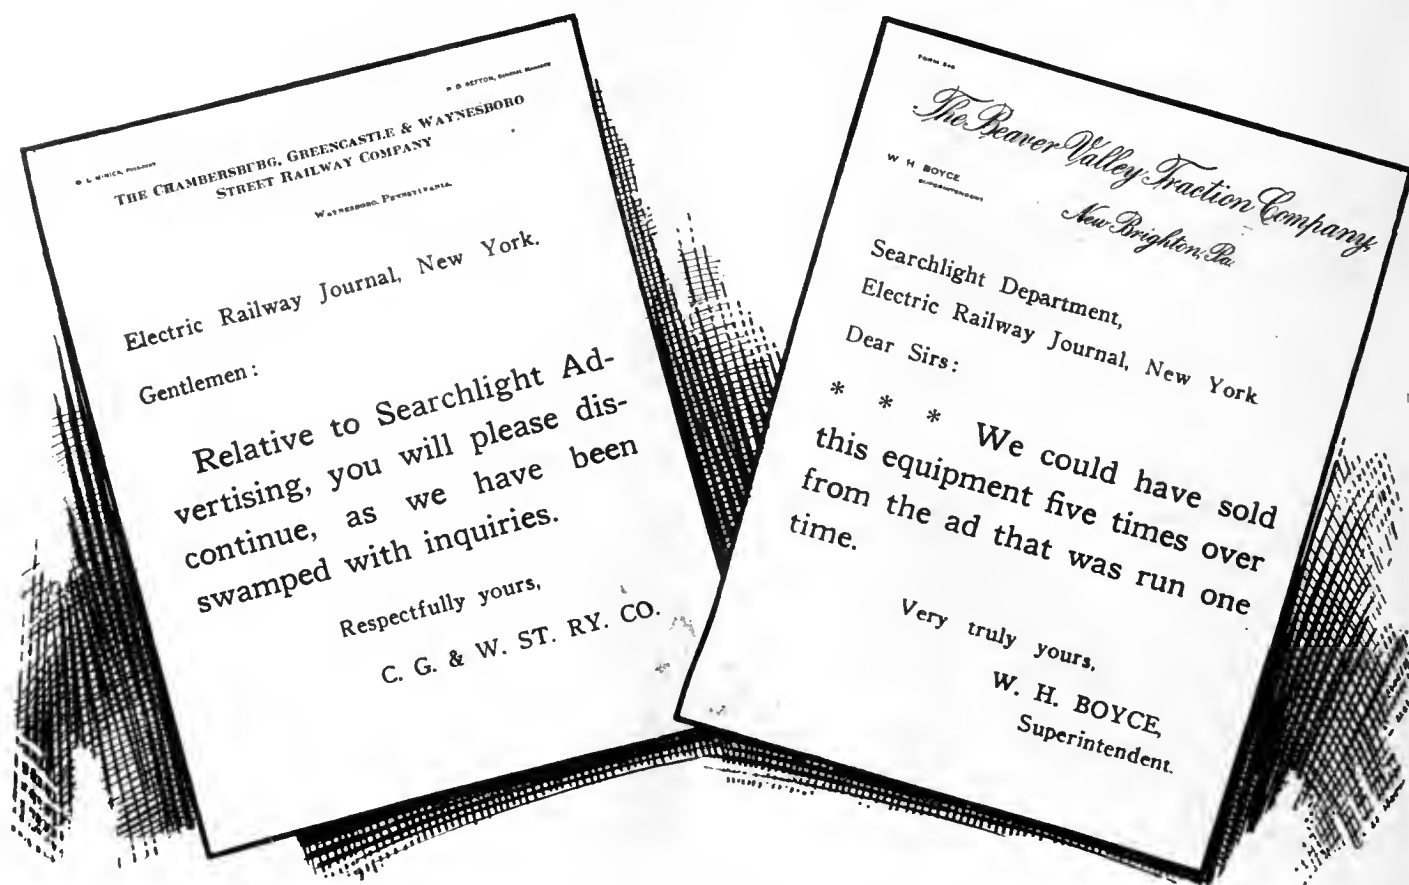 THE CHAMBERSBURG, GREENCASTLE & WAYNESBORO
STREET RAILWAY COMPANY
WAYNESBORO, PENNSYLVANIA
Electric Railway Journal, New York.
Gentlemen:
Relative to Searchlight Ad-
vertising, you will please dis-
continue, as we have been
swamped with inquiries.
Respectfully yours,
C. G. & W. ST. RY. CO.
FORM
The Beaver Valley Traction Company,
W H BOYCE
SUPERINTENDENT
New Brighton, Pa.
Searchlight Department,
Electric Railway Journal, New York
Dear Sirs:
* * * We could have sold
this equipment five times over
from the ad that was run one
time.
Very truly yours,
W. H. BOYCE,
Superintendent.